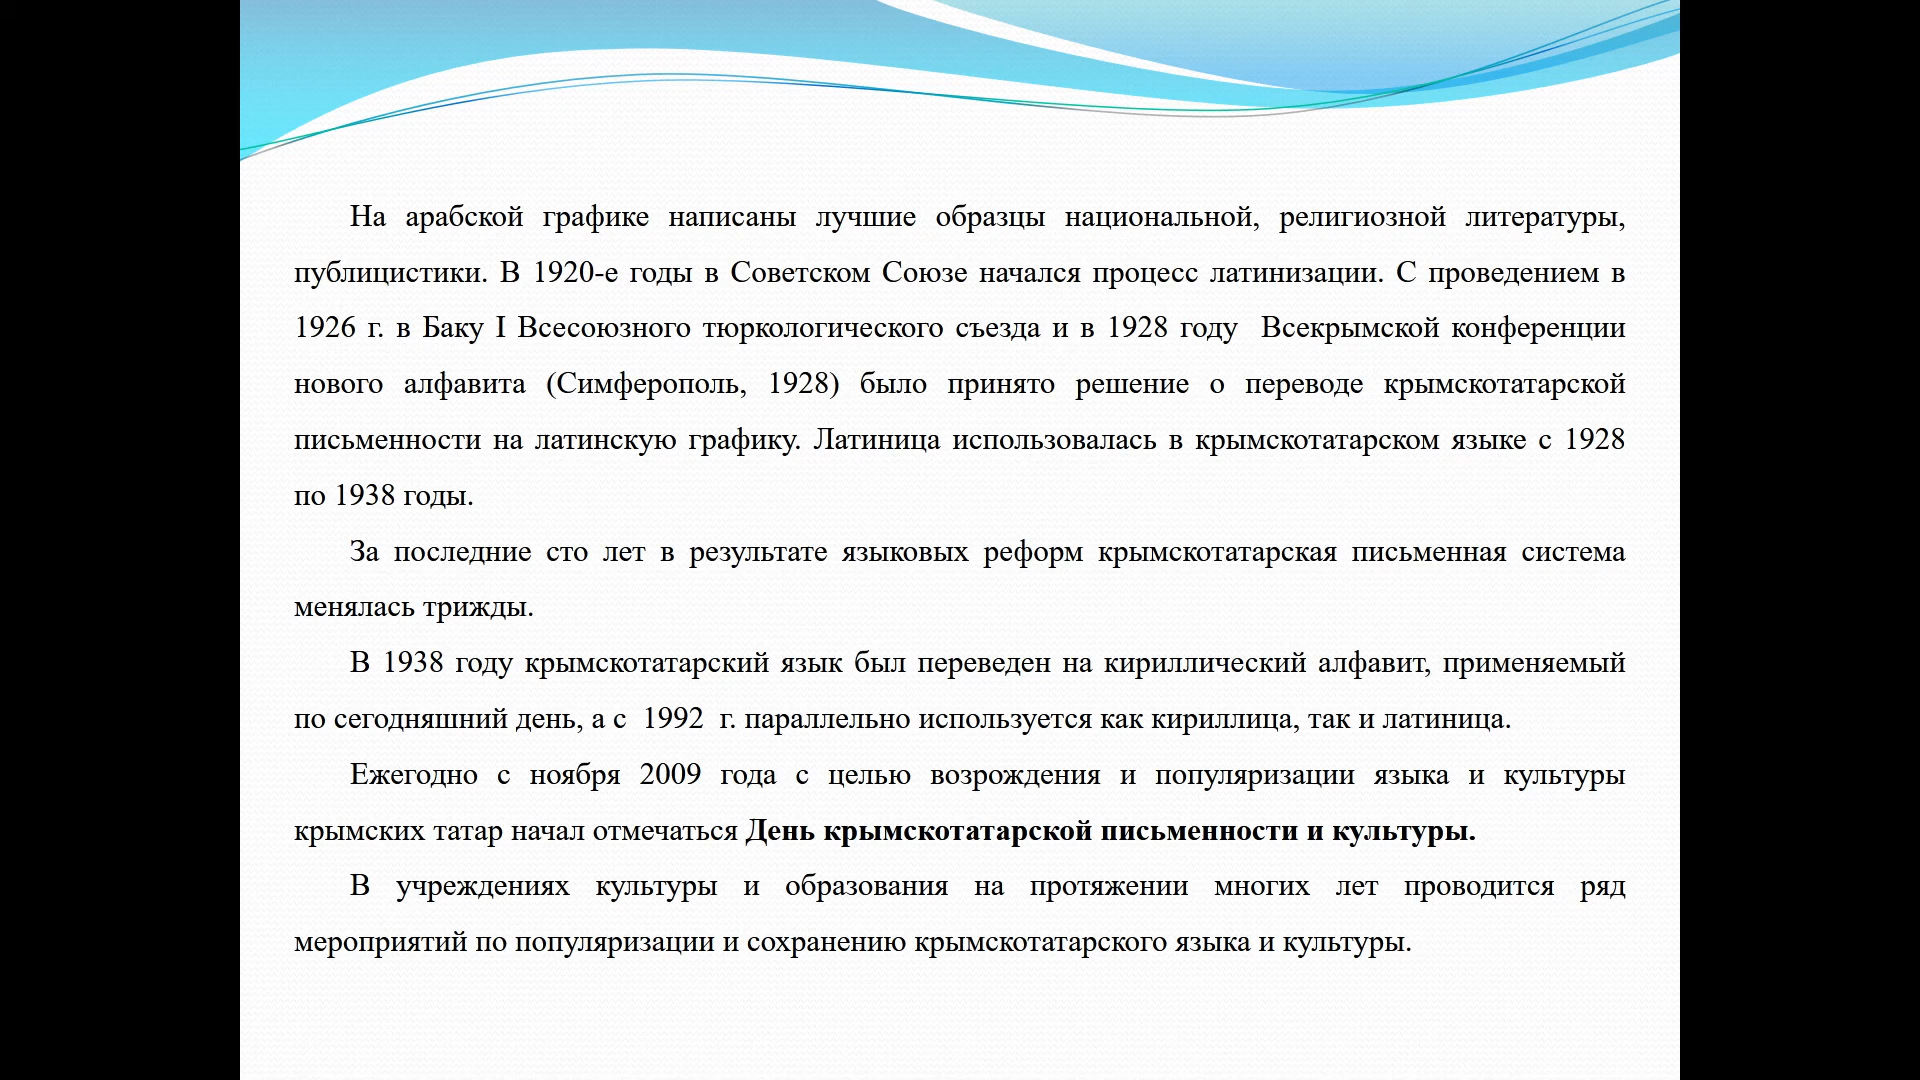 На арабской графике написаны лучшие образцы национальной, религиозной литературы,
публицистики. В 1920-е годы в Советском Союзе начался процесс латинизации. С проведением в
1926 г. в Баку I Всесоюзного тюркологического съезда и в 1928 году Всекрымской конференции
нового алфавита (Симферополь, 1928) было принято решение о переводе крымскотатарской
письменности на латинскую графику. Латиница использовалась в крымскотатарском языке с 1928
по 1938 годы.
За последние сто лет в результате языковых реформ крымскотатарская письменная система
менялась трижды.
В 1938 году крымскотатарский язык был переведен на кириллический алфавит, применяемый
по сегодняшний день, а с 1992 г. параллельно используется как кириллица, так и латиница.
Ежегодно с ноября 2009 года с целью возрождения и популяризации языка и культуры
крымских татар начал отмечаться День крымскотатарской письменности и культуры.
В учреждениях культуры и образования на протяжении многих лет проводится ряд
мероприятий по популяризации и сохранению крымскотатарского языка и культуры.